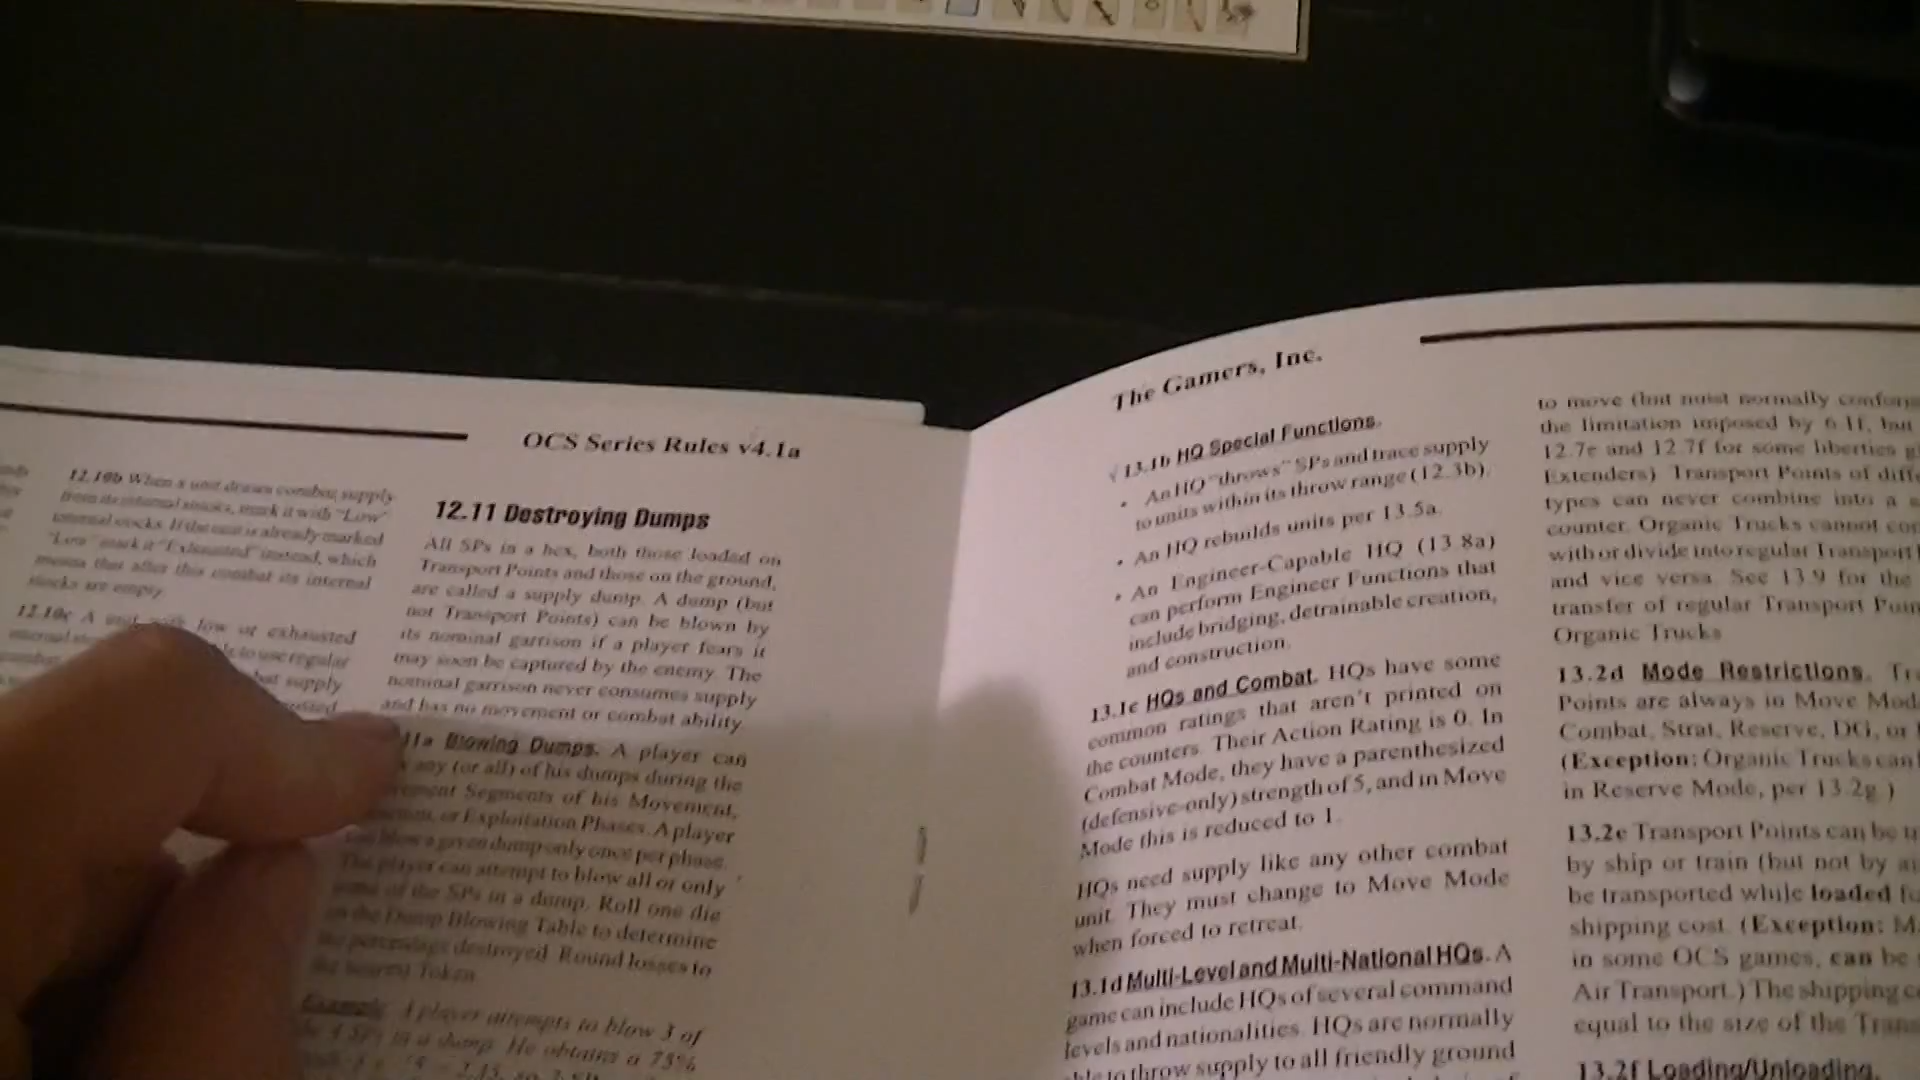 OCS Series Rules v4.1a
12.10b When a unit draws combat supply
from its internal stocks, mark it with "Low"
internal stocks. If the unit is already marked
"Low" mark it "Exhausted" instead, which
means that after this combat its internal
stocks are empty.
12.10c A unit with low or exhausted
to use regular
supply
12.11 Destroying Dumps
All SPs in a hex, both those loaded on
Transport Points and those on the ground,
are called a supply dump. A dump (but
not Transport Points) can be blown by
its nominal garrison if a player fears it
may soon be captured by the enemy. The
nominal garrison never consumes supply
and has no movement or combat ability
11a Blowing Dumps. A player can
any (or all) of his dumps during the
Segments of his Movement,
or Exploitation Phases. A player
blow a given dump only once per phase.
The player can attempt to blow all or only
some of the SPs in a dump. Roll one die
on the Dump Blowing Table to determine
the percentage destroyed. Round losses to
the nearest Token.
Example: A player attempts to blow 3 of
SPs in a dump. He obtains a 75%
The Gamers, Inc.
√ 13.1b HQ Special Functions.
• An HQ "throws" SPs and trace supply
to units within its throw range (12.3b).
• An HQ rebuilds units per 13.5a.
• An Engineer-Capable HQ (13 8a)
can perform Engineer Functions that
include bridging, detrainable creation,
and construction.
13.1c HQs and Combat. HQs have some
common ratings that aren't printed on
the counters. Their Action Rating is 0. In
Combat Mode, they have a parenthesized
(defensive-only) strength of 5, and in Move
Mode this is reduced to 1.
HQs need supply like any other combat
unit. They must change to Move Mode
when forced to retreat.
13.1d Multi-Level and Multi-National HQs. A
game can include HQs of several command
levels and nationalities. HQs are normally
able to throw supply to all friendly ground
to move (but must normally conform
the limitation imposed by 6.1f, but
12.7e and 12.7f for some liberties
Extenders) Transport Points of
types can never combine into a
counter. Organic Trucks cannot
with or divide into regular Transport
and vice versa. See 13.9 for the
transfer of regular Transport
Organic Trucks
13.2d Mode Restrictions.
Points are always in Move
Combat, Strat, Reserve, DG, or
(Exception: Organic Trucks can
in Reserve Mode, per 13.2g.)
13.2e Transport Points can be
by ship or train (but not by
be transported while loaded
shipping cost. (Exception:
in some OCS games, can be
Air Transport.) The shipping
equal to the size of the
13.2f Loading/Unloading.